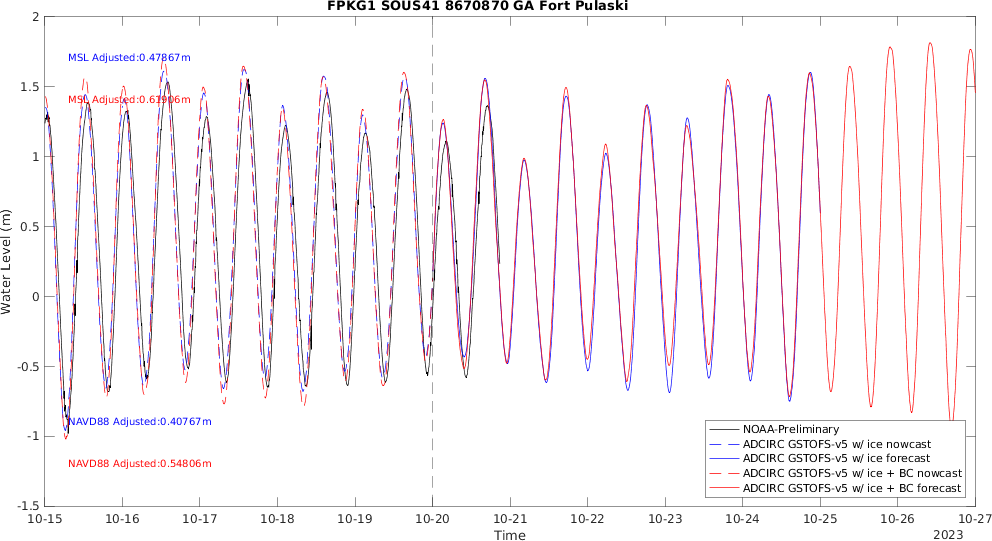 FPKG1 SOUS41 8670870 GA Fort Pulaski
2
1.5
1
0.5
0
-0.5
-1
-1.5
Water Level (m)
MSL Adjusted:0.47867m
MSL Adjusted:0.61906m
NAVD88 Adjusted:0.40767m
NAVD88 Adjusted:0.54806m
NOAA-Preliminary
ADCIRC GSTOFS-v5 w/ ice nowcast
ADCIRC GSTOFS-v5 w/ ice forecast
ADCIRC GSTOFS-v5 w/ ice + BC nowcast
ADCIRC GSTOFS-v5 w/ ice + BC forecast
10-15 10-16 10-17 10-18 10-19 10-20 10-21 10-22 10-23 10-24 10-25 10-26 10-27
Time
2023